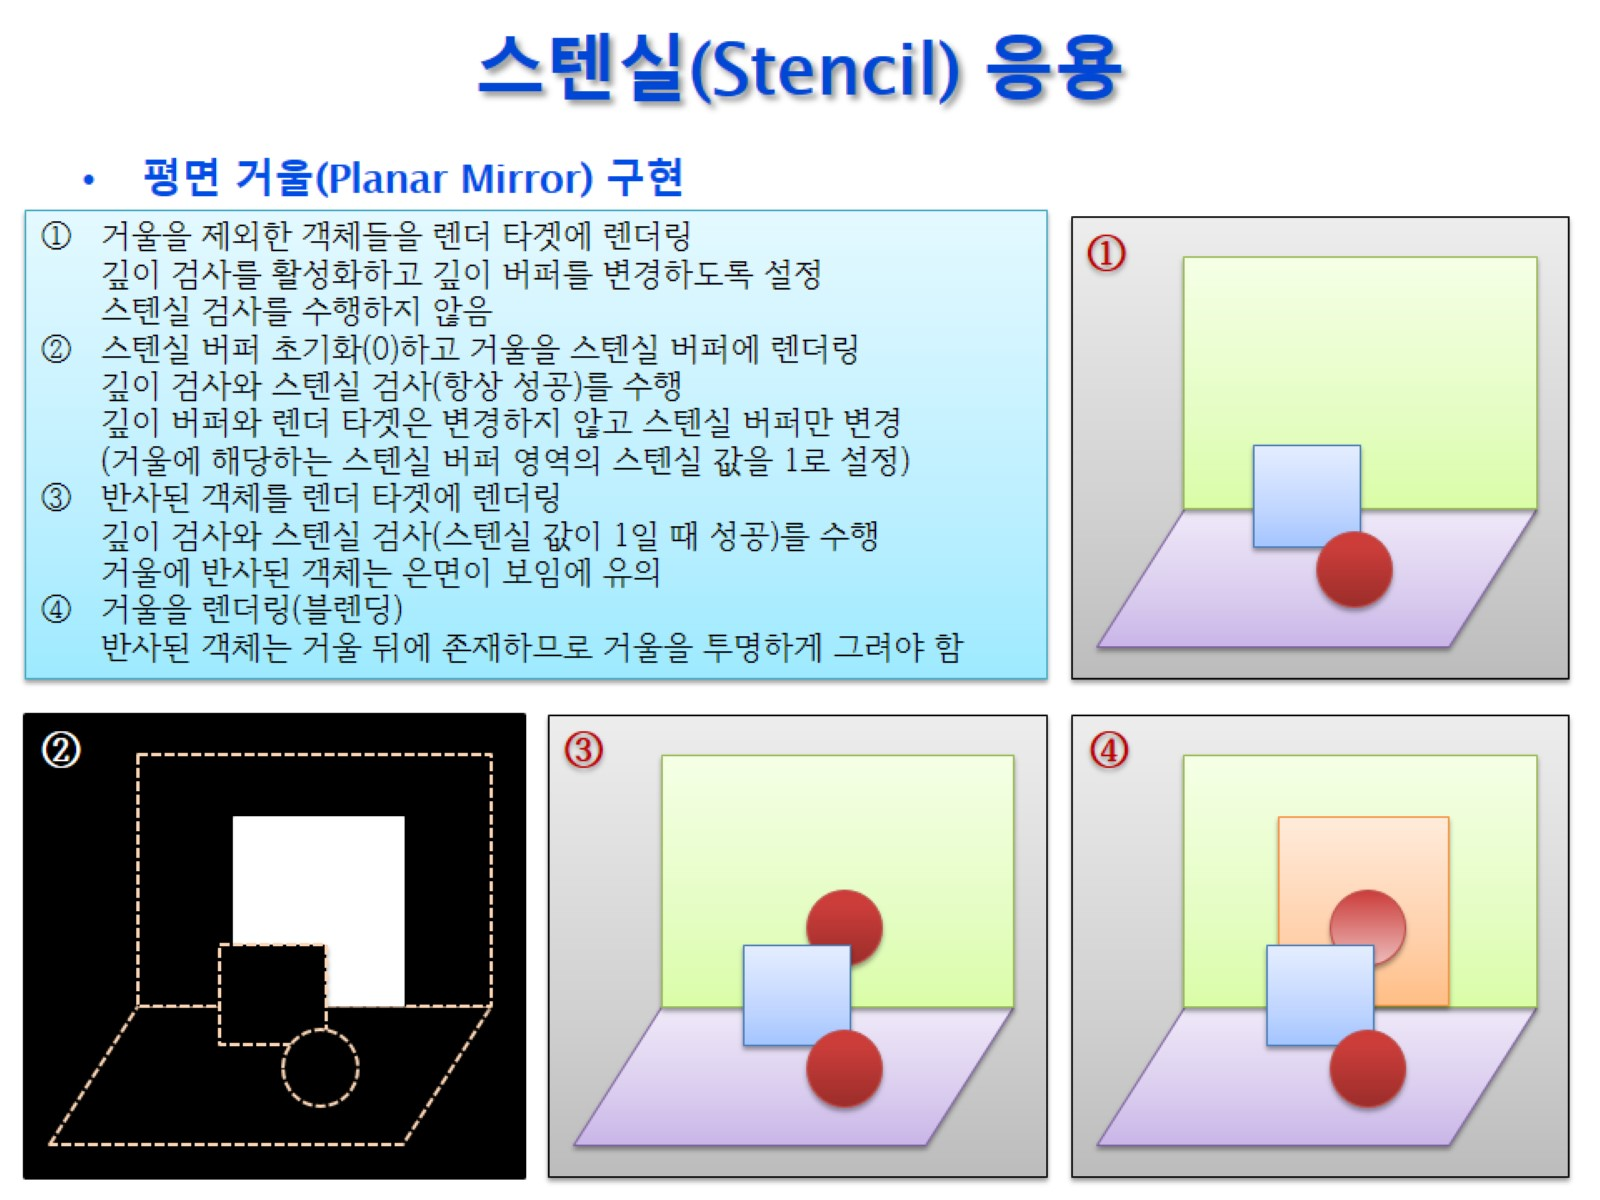 스텐실(Stencil) 응용
• 평면 거울(Planar Mirror) 구현
① 거울을 제외한 객체들을 렌더 타겟에 렌더링
깊이 검사를 활성화하고 깊이 버퍼를 변경하도록 설정
스텐실 검사를 수행하지 않음
② 스텐실 버퍼 초기화(0)하고 거울을 스텐실 버퍼에 렌더링
깊이 검사와 스텐실 검사(항상 성공)를 수행
깊이 버퍼와 렌더 타겟은 변경하지 않고 스텐실 버퍼만 변경
(거울에 해당하는 스텐실 버퍼 영역의 스텐실 값을 1로 설정)
③ 반사된 객체를 렌더 타겟에 렌더링
깊이 검사와 스텐실 검사(스텐실 값이 1일 때 성공)를 수행
거울에 반사된 객체는 은면이 보임에 유의
④ 거울을 렌더링(블렌딩)
반사된 객체는 거울 뒤에 존재하므로 거울을 투명하게 그려야 함
①
②
③
④